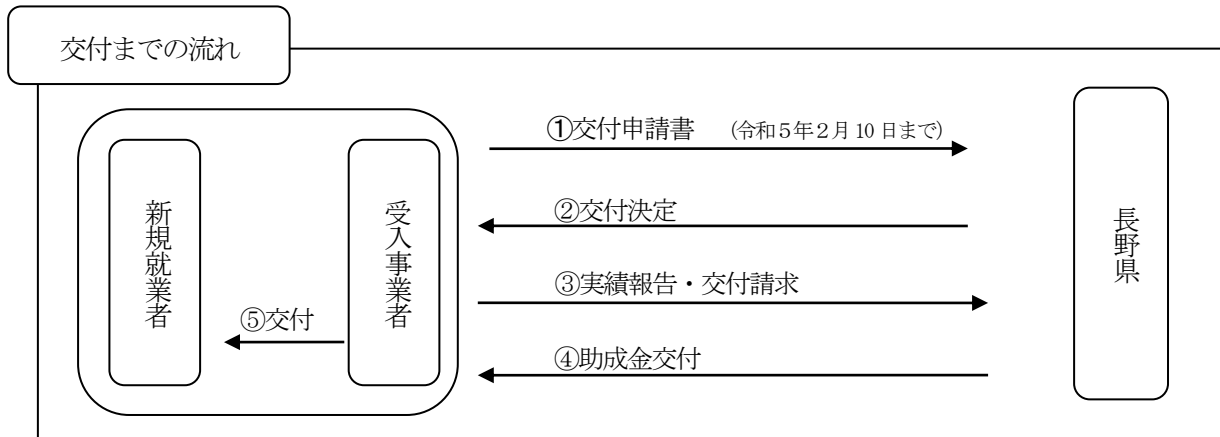 交付までの流れ
①交付申請書 (令和5年2月10日まで)
②交付決定
③実績報告・交付請求
④助成金交付
⑤交付
新規就業者
受入事業者
長野県